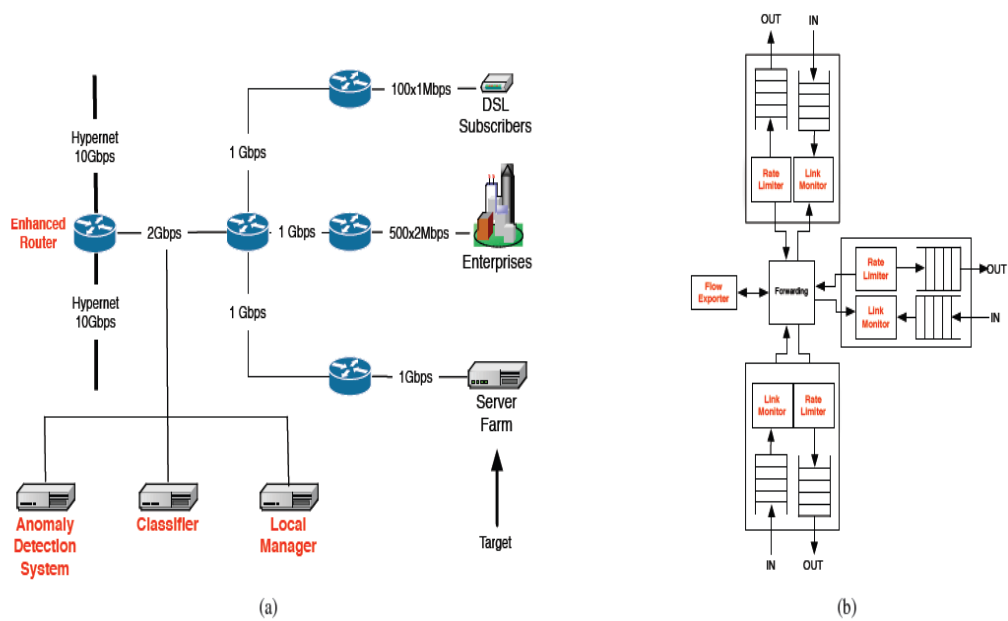 Hypernet
10Gbps
Enhanced
Router
Hypernet
10Gbps
2Gbps
1 Gbps
1 Gbps
1 Gbps
100x1Mbps
DSL
Subscribers
500x2Mbps
Enterprises
1Gbps
Server
Farm
Target
Anomaly
Detection
System
Classifier
Local
Manager
(a)
OUT
IN
Rate
Limiter
Link
Monitor
Flow
Exporter
Forwarding
Rate
Limiter
OUT
Link
Monitor
IN
Link
Monitor
Rate
Limiter
IN
OUT
(b)